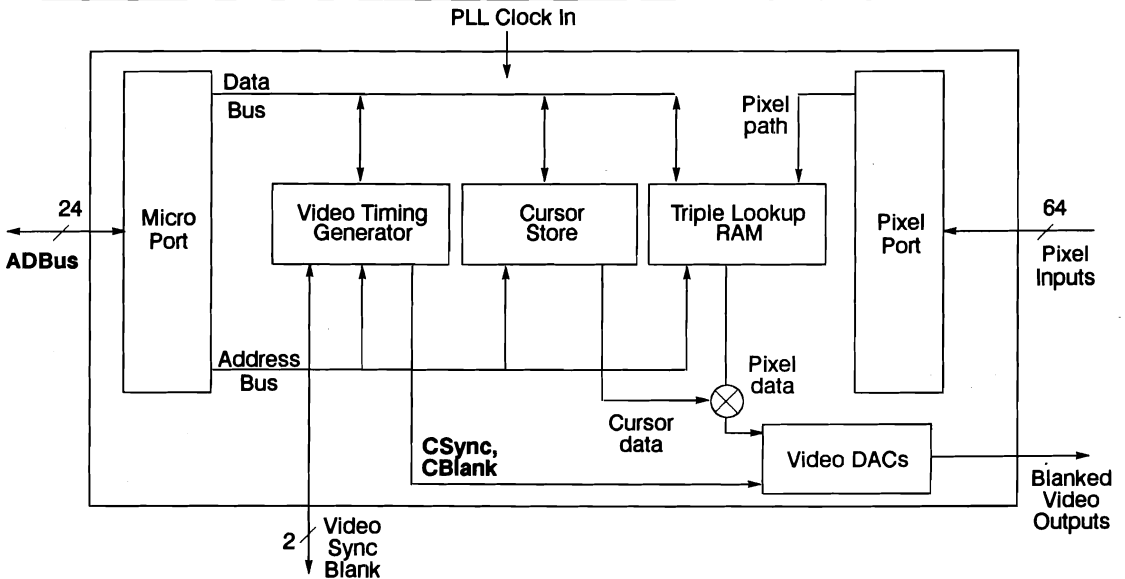 PLL Clock In
Data
Bus
Pixel
path
24
ADBus
Micro
Port
Video Timing
Generator
Cursor
Store
Triple Lookup
RAM
Pixel
Port
64
Pixel
Inputs
Address
Bus
Pixel
data
Cursor
data
CSync,
CBlank
Video DACs
Blanked
Video
Outputs
2
Video
Sync
Blank